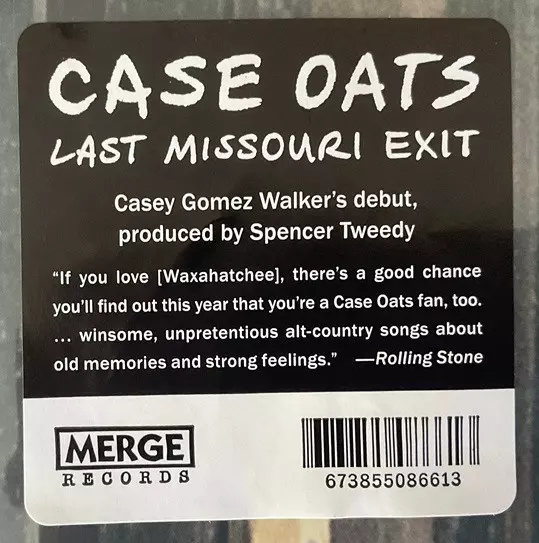 CASE OATS
LAST MISSOURI EXIT
Casey Gomez Walker's debut,
produced by Spencer Tweedy
“If you love [Waxahatchee], there's a good chance
you'll find out this year that you're a Case Oats fan, too.
... winsome, unpretentious alt-country songs about
old memories and strong feelings.” —Rolling Stone
MERGE
RECORDS
673855086613